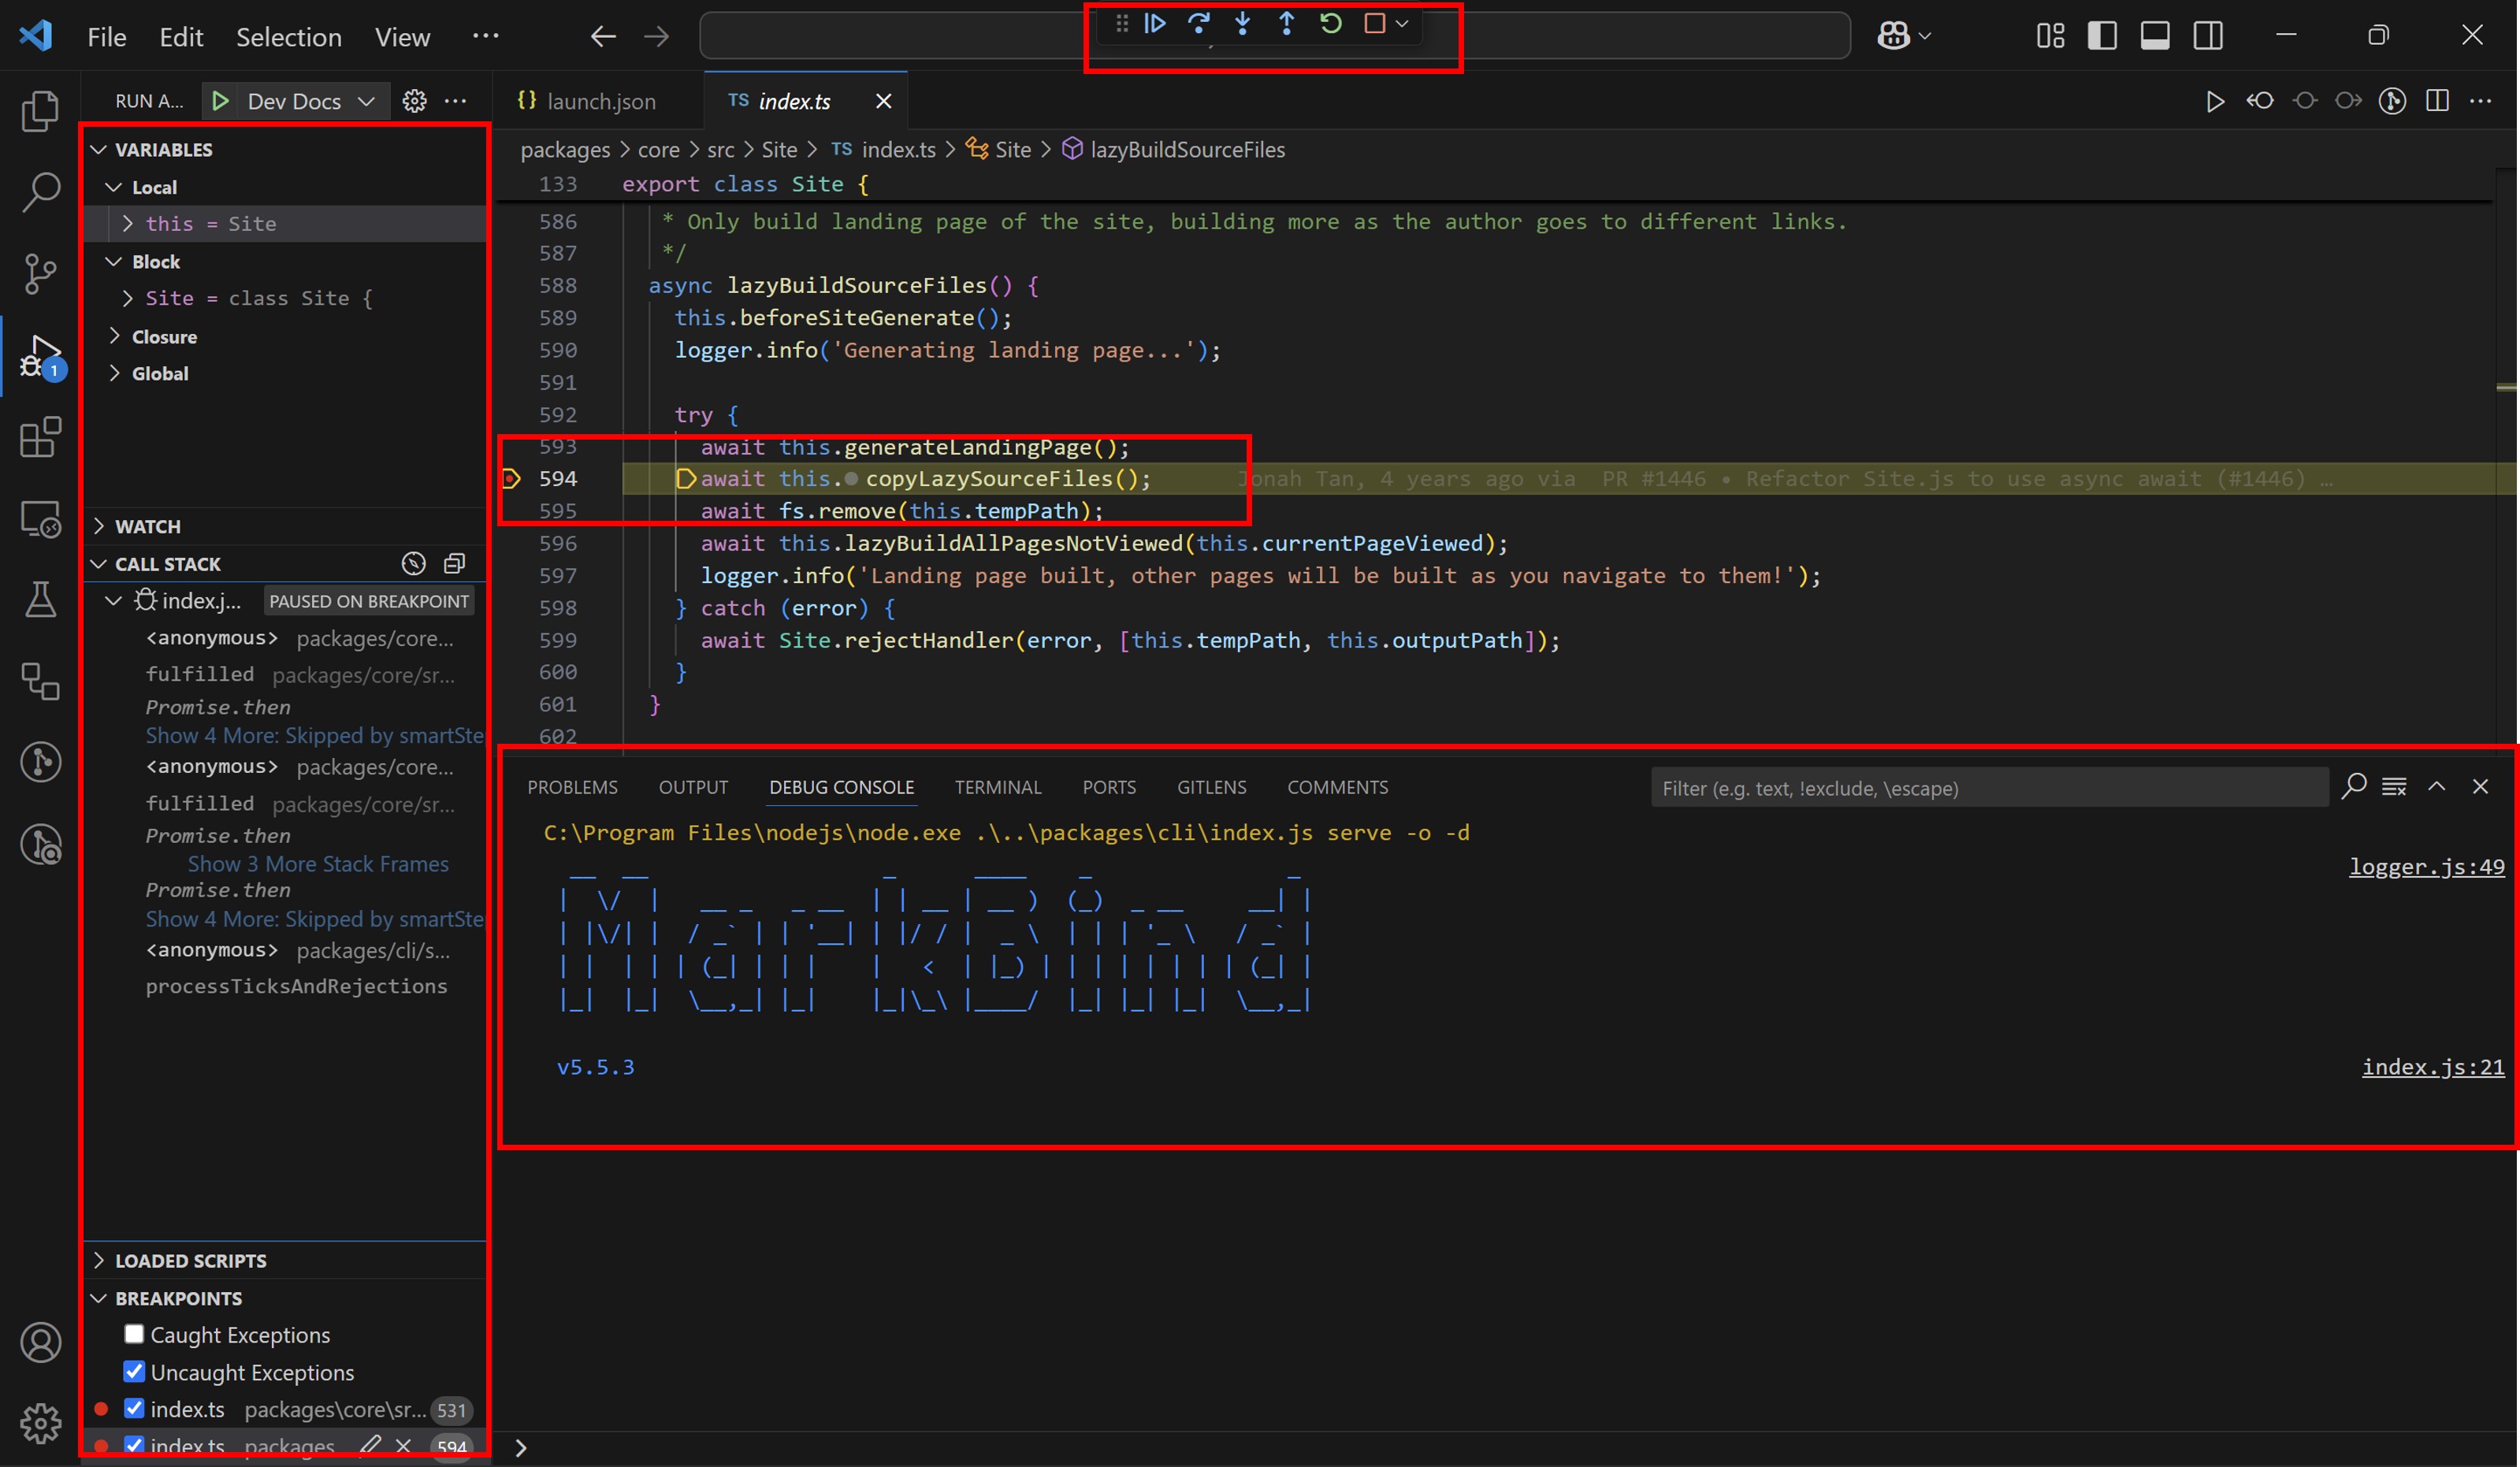 File Edit Selection View ···
RUN A... Dev Docs
VARIABLES
Local
this = Site
Block
Site = class Site {
Closure
Global
WATCH
CALL STACK
index.j... PAUSED ON BREAKPOINT
<anonymous> packages/core...
fulfilled packages/core/sr...
Promise.then
Show 4 More: Skipped by smartSte
<anonymous> packages/core...
fulfilled packages/core/sr...
Promise.then
Show 3 More Stack Frames
Promise.then
Show 4 More: Skipped by smartSte
<anonymous> packages/cli/s...
processTicksAndRejections
LOADED SCRIPTS
BREAKPOINTS
Caught Exceptions
Uncaught Exceptions
index.ts packages\core\sr... 531
index.ts packages 594
1
{} launch.json TS index.ts
packages > core > src > Site > TS index.ts > Site > lazyBuildSourceFiles
133 export class Site {
586 * Only build landing page of the site, building more as the author goes to different links.
587 */
588 async lazyBuildSourceFiles() {
589 this.beforeSiteGenerate();
590 logger.info('Generating landing page...');
591
592 try {
593 await this.generateLandingPage();
594 await this.copyLazySourceFiles(); Jonah Tan, 4 years ago via PR #1446 • Refactor Site.js to use async await (#1446) …
595 await fs.remove(this.tempPath);
596 await this.lazyBuildAllPagesNotViewed(this.currentPageViewed);
597 logger.info('Landing page built, other pages will be built as you navigate to them!');
598 } catch (error) {
599 await Site.rejectHandler(error, [this.tempPath, this.outputPath]);
600 }
601 }
602
PROBLEMS OUTPUT DEBUG CONSOLE TERMINAL PORTS GITLENS COMMENTS Filter (e.g. text, !exclude, \escape)
C:\Program Files\nodejs\node.exe .\..\packages\cli\index.js serve -o -d
logger.js:49
MarkBind
v5.5.3 index.js:21